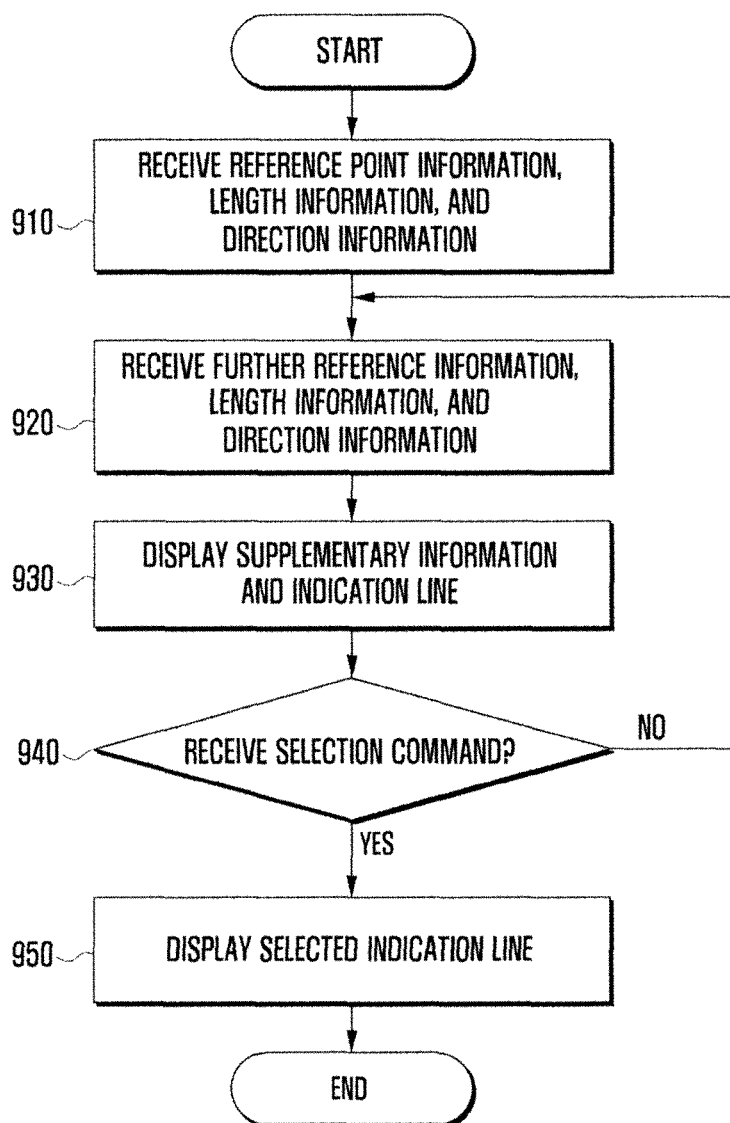 START
RECEIVE REFERENCE POINT INFORMATION,
LENGTH INFORMATION, AND
DIRECTION INFORMATION
910
RECEIVE FURTHER REFERENCE INFORMATION,
LENGTH INFORMATION, AND
DIRECTION INFORMATION
920
DISPLAY SUPPLEMENTARY INFORMATION
AND INDICATION LINE
930
RECEIVE SELECTION COMMAND?
940
NO
YES
DISPLAY SELECTED INDICATION LINE
950
END